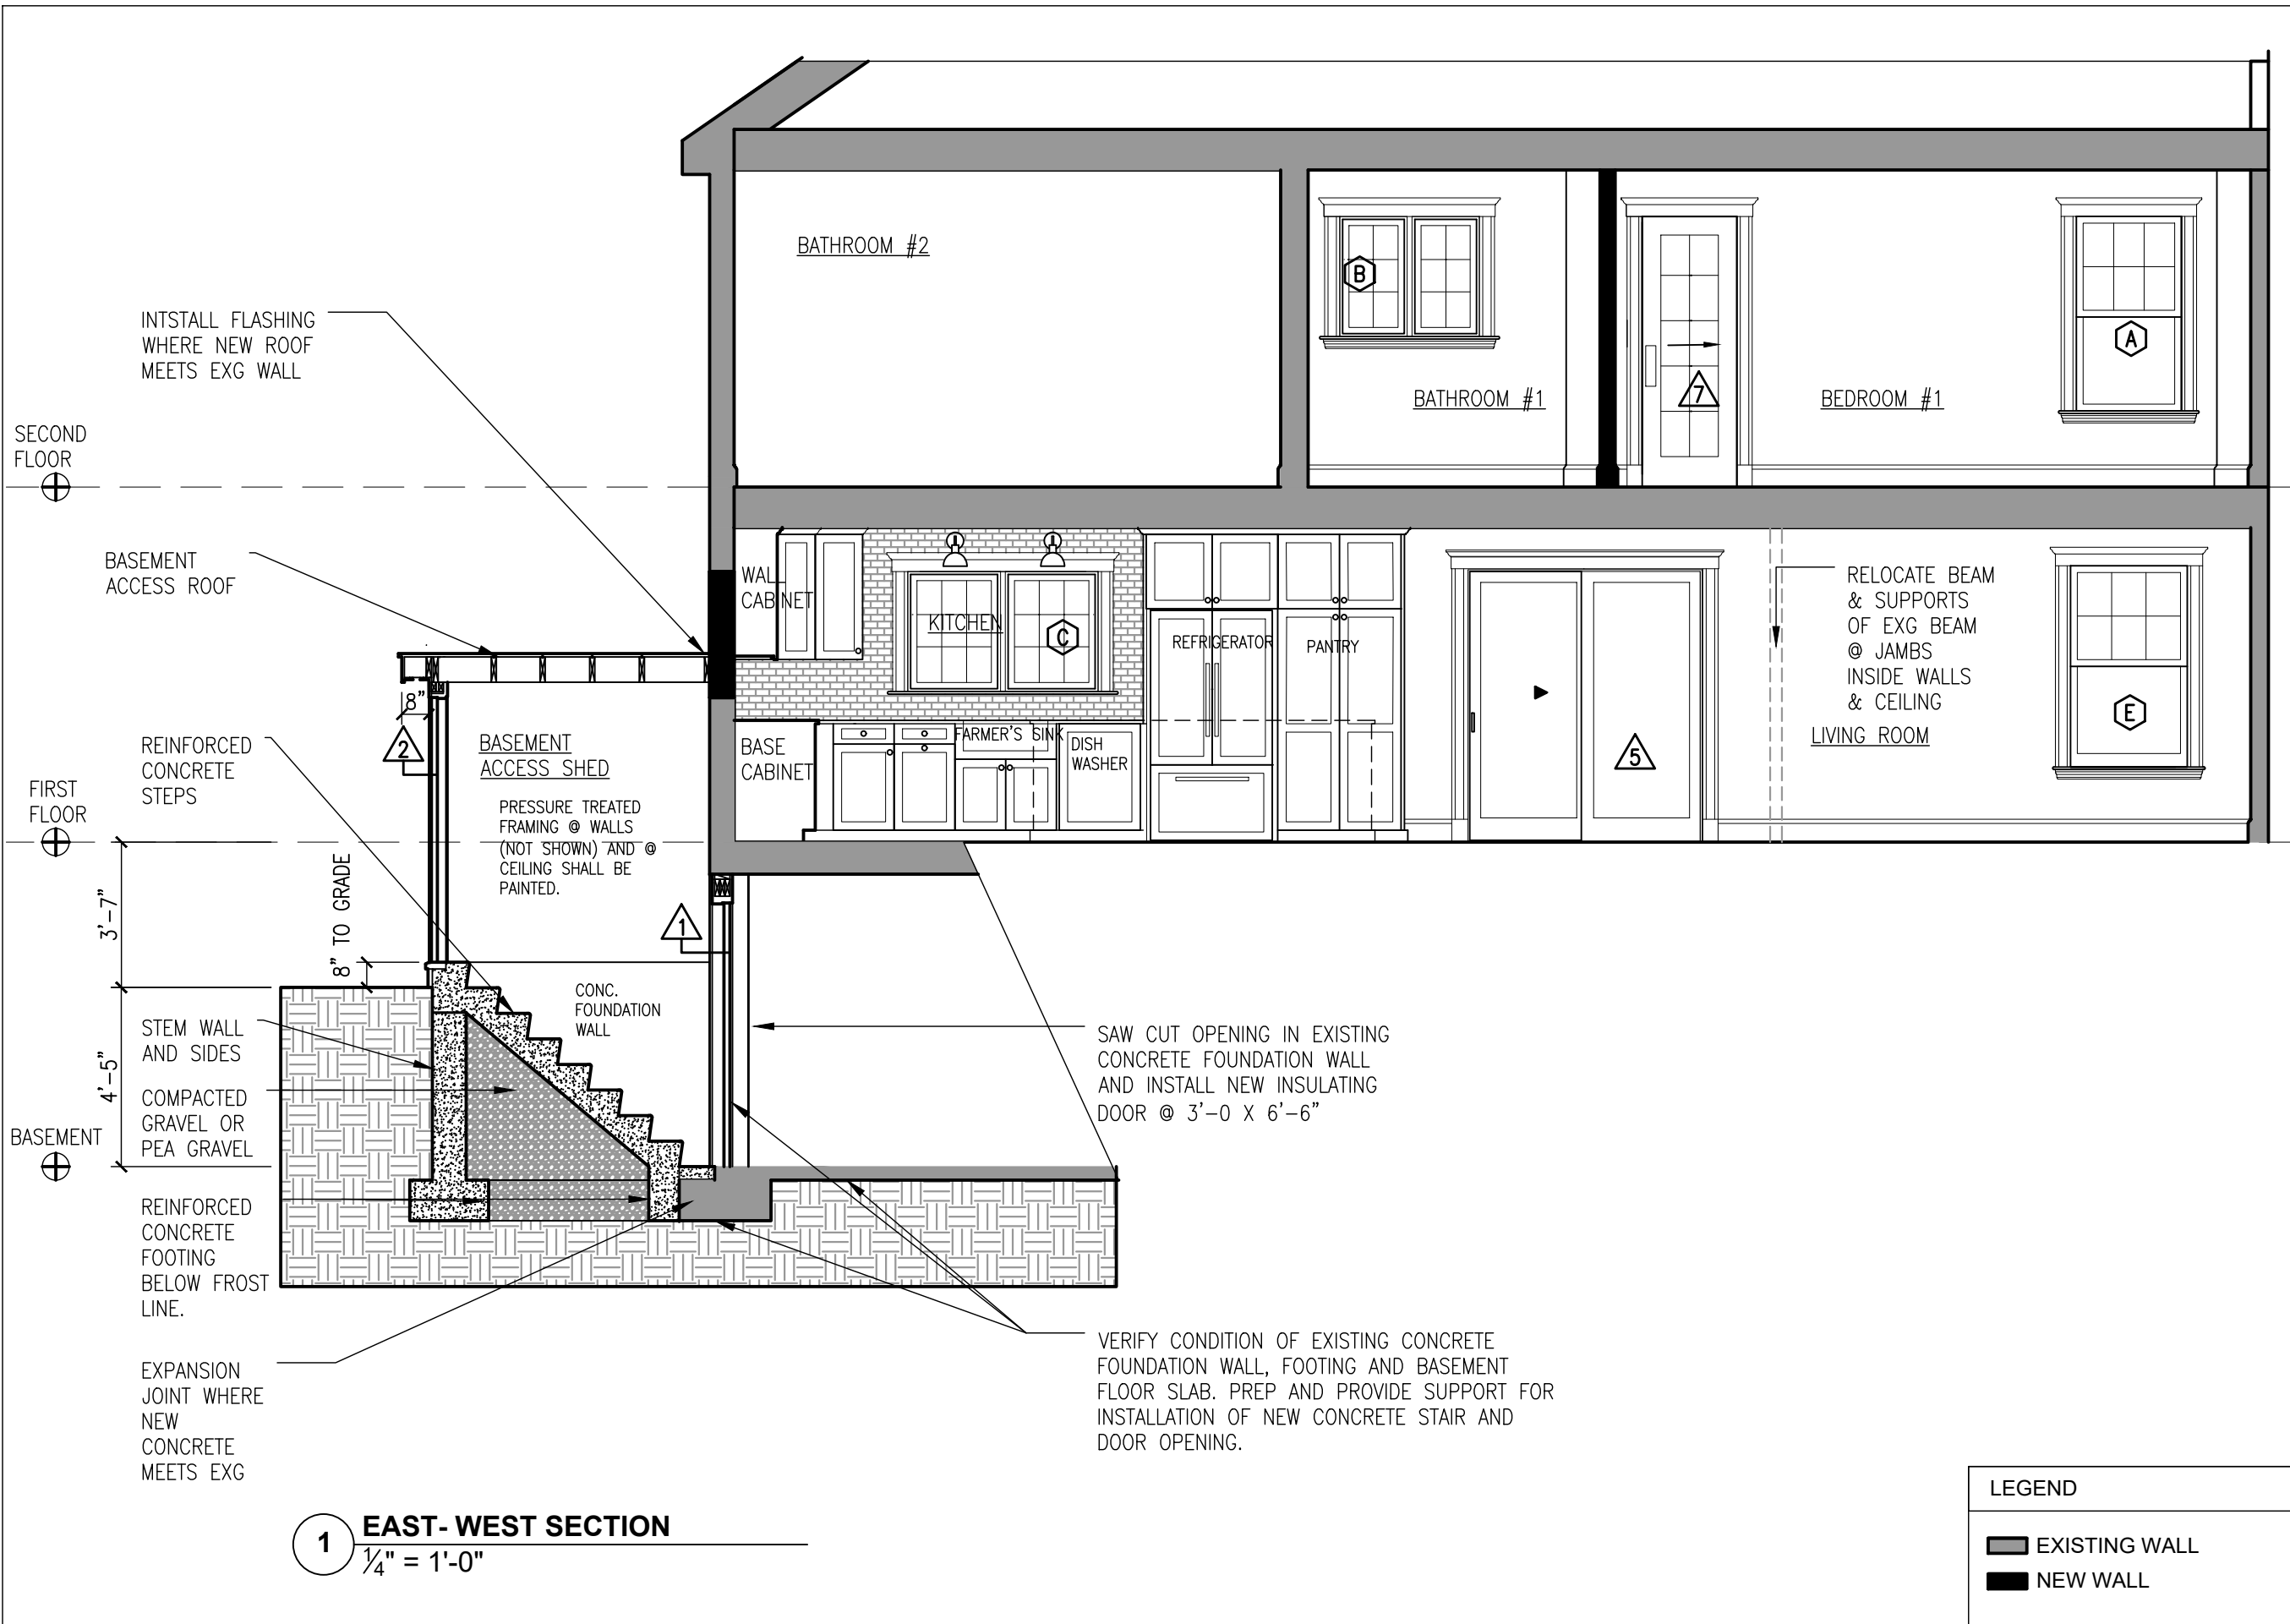 BATHROOM #2
B
BATHROOM #1
7
BEDROOM #1
A
INTSTALL FLASHING
WHERE NEW ROOF
MEETS EXG WALL
SECOND
FLOOR
BASEMENT
ACCESS ROOF
WALL
CABINET
KITCHEN
C
REFRIGERATOR
PANTRY
RELOCATE BEAM
& SUPPORTS
OF EXG BEAM
@ JAMBS
INSIDE WALLS
& CEILING
LIVING ROOM
E
5
8"
2
REINFORCED
CONCRETE
STEPS
BASEMENT
ACCESS SHED
PRESSURE TREATED
FRAMING @ WALLS
(NOT SHOWN) AND @
CEILING SHALL BE
PAINTED.
BASE
CABINET
FARMER'S SINK
DISH
WASHER
FIRST
FLOOR
3'-7"
8" TO GRADE
1
CONC.
FOUNDATION
WALL
STEM WALL
AND SIDES
4'-5"
COMPACTED
GRAVEL OR
PEA GRAVEL
BASEMENT
SAW CUT OPENING IN EXISTING
CONCRETE FOUNDATION WALL
AND INSTALL NEW INSULATING
DOOR @ 3'-0 X 6'-6"
REINFORCED
CONCRETE
FOOTING
BELOW FROST
LINE.
EXPANSION
JOINT WHERE
NEW
CONCRETE
MEETS EXG
VERIFY CONDITION OF EXISTING CONCRETE
FOUNDATION WALL, FOOTING AND BASEMENT
FLOOR SLAB. PREP AND PROVIDE SUPPORT FOR
INSTALLATION OF NEW CONCRETE STAIR AND
DOOR OPENING.
1
EAST- WEST SECTION
1/4" = 1'-0"
LEGEND
EXISTING WALL
NEW WALL